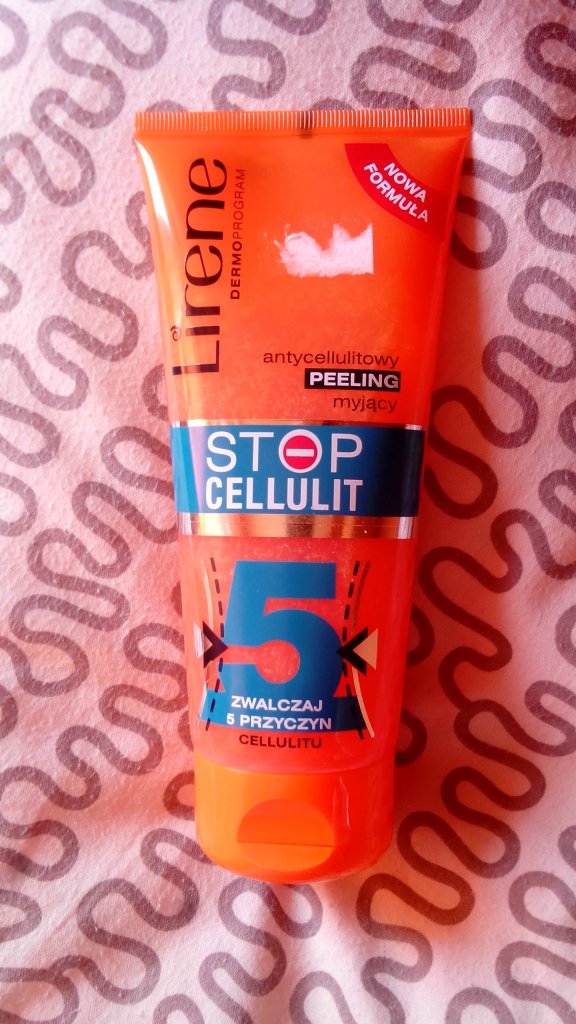 Lirene
DERMOPROGRAM
NOWA
FORMUŁA
antycellulitowy
PEELING
myjący
STOP
CELLULIT
5
ZWALCZAJ
5 PRZYCZYN
CELLULITU